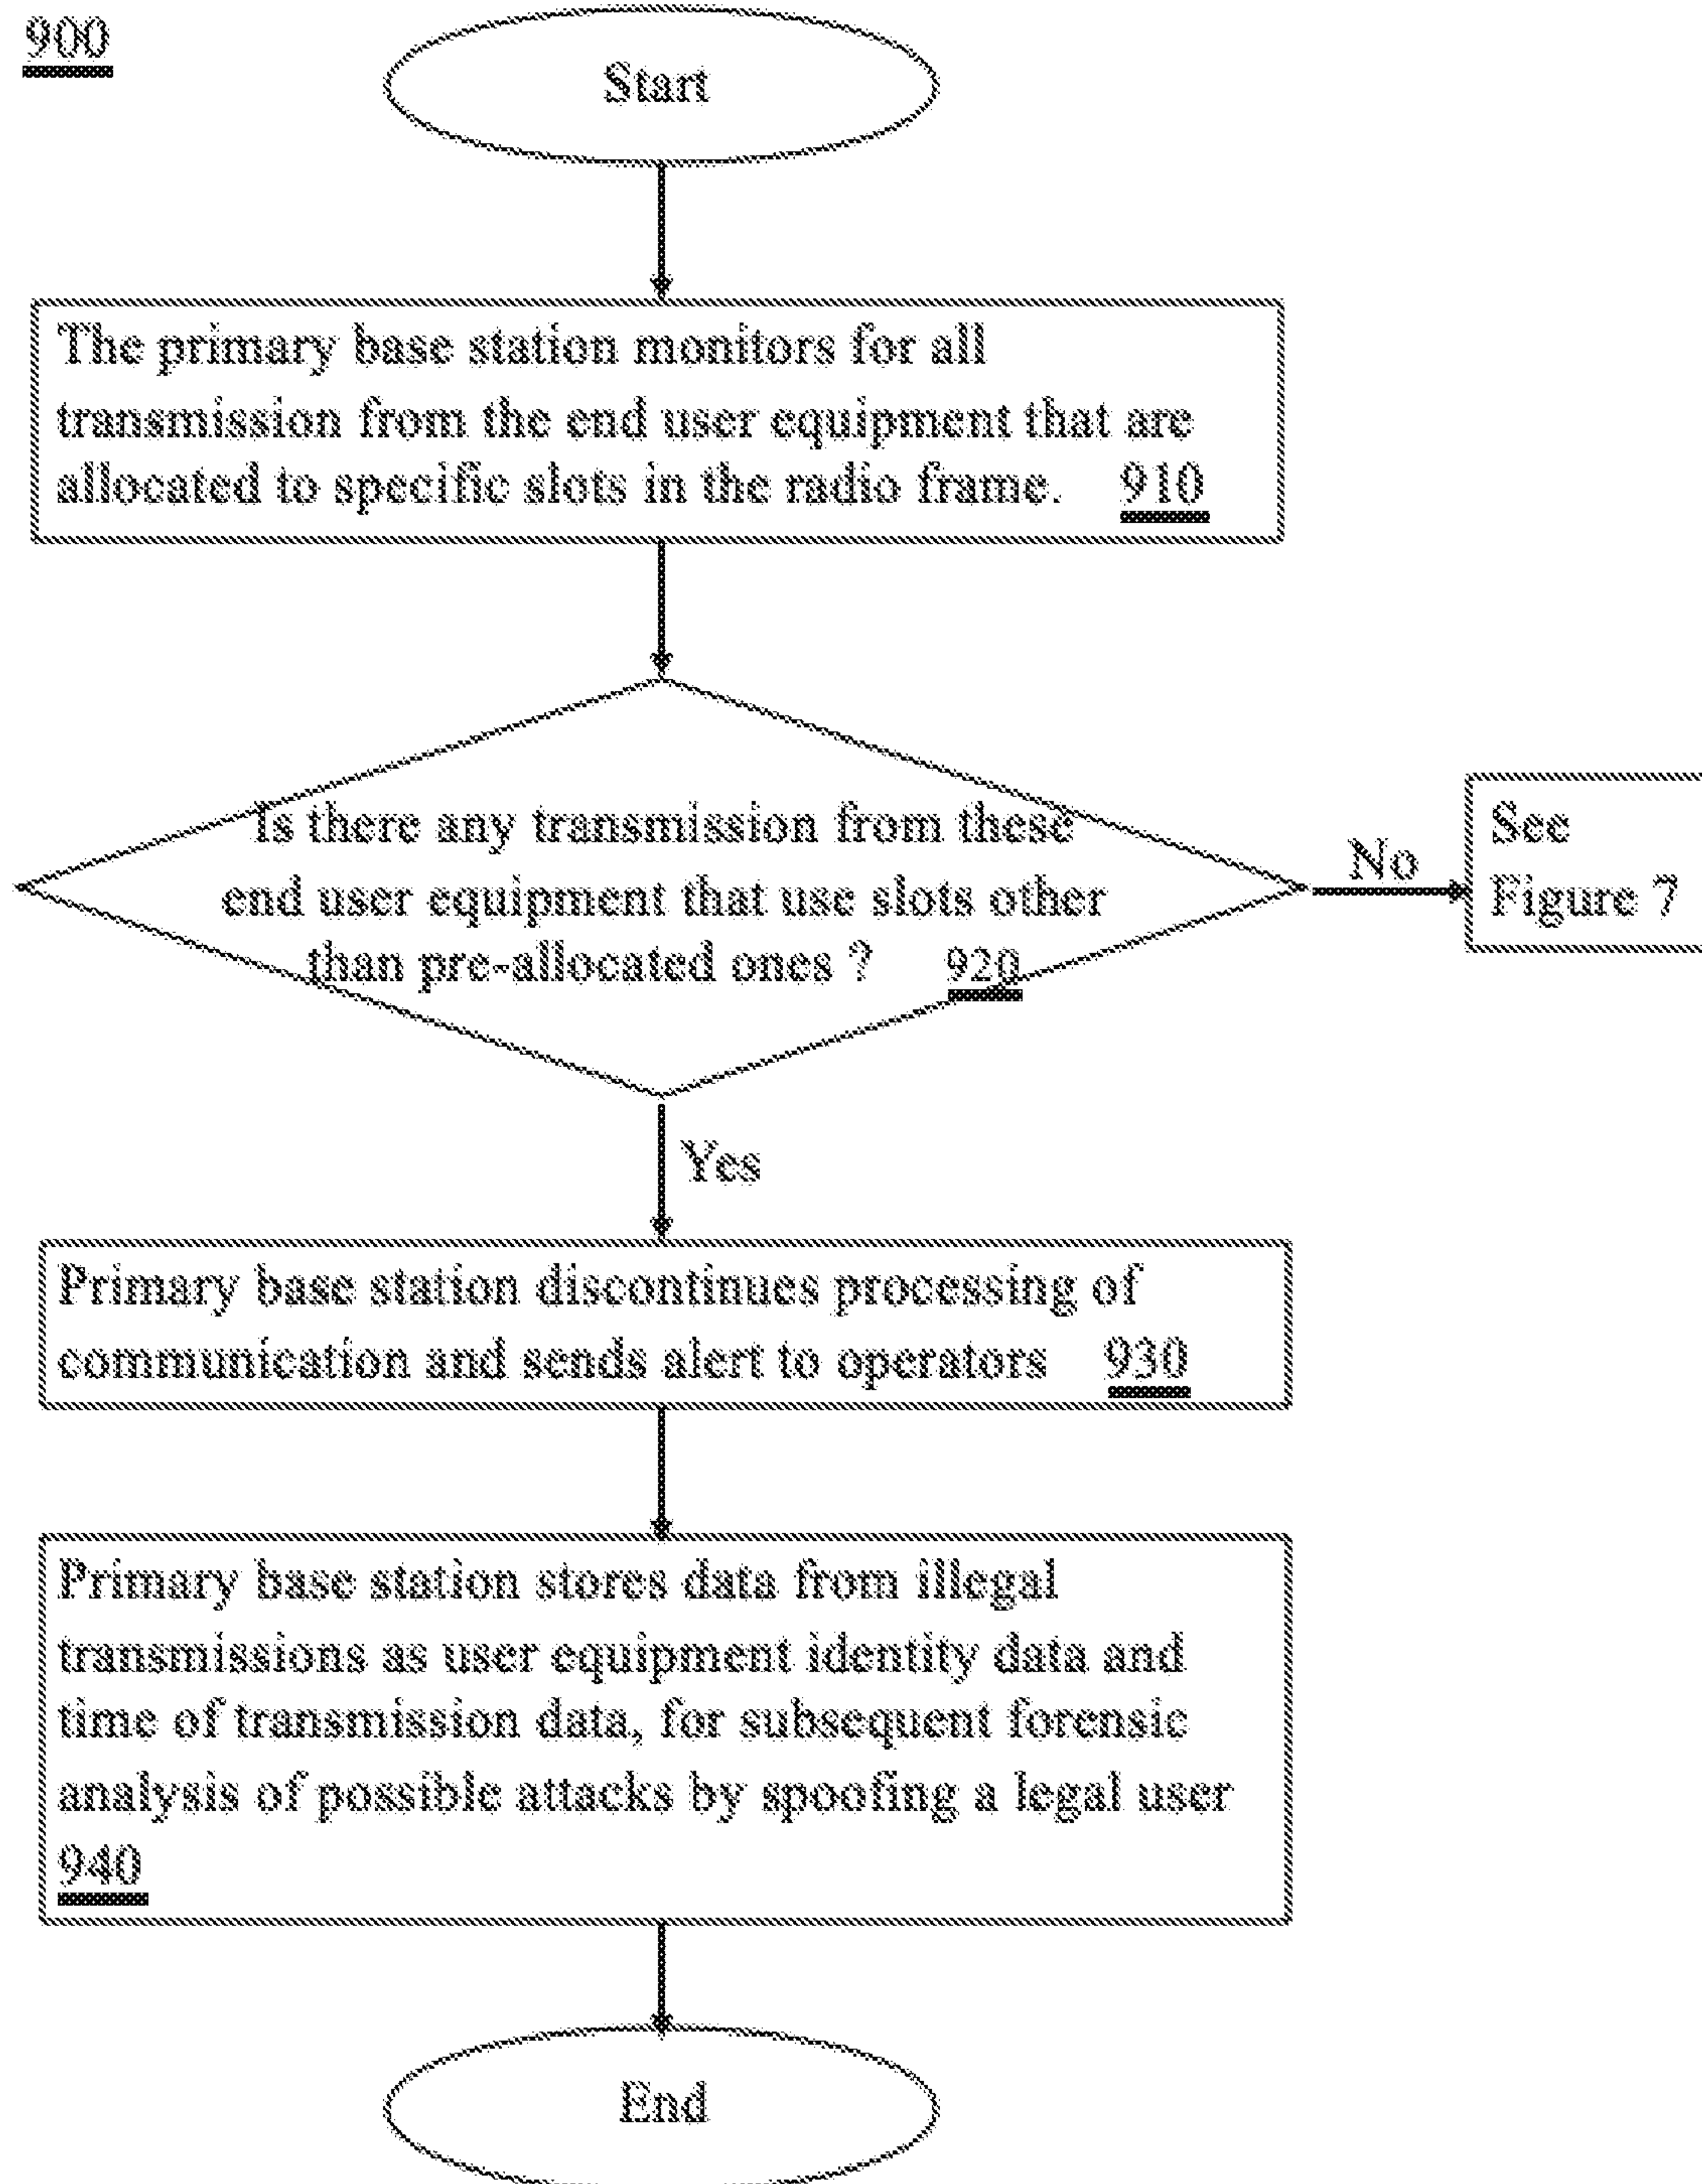 900
Start
The primary base station monitors for all
transmission from the end user equipment that are
allocated to specific slots in the radio frame. 910
Is there any transmission from these
end user equipment that use slots other
than pre-allocated ones ? 920
No
See
Figure 7
Yes
Primary base station discontinues processing of
communication and sends alert to operators 930
Primary base station stores data from illegal
transmissions as user equipment identity data and
time of transmission data, for subsequent forensic
analysis of possible attacks by spoofing a legal user
940
End